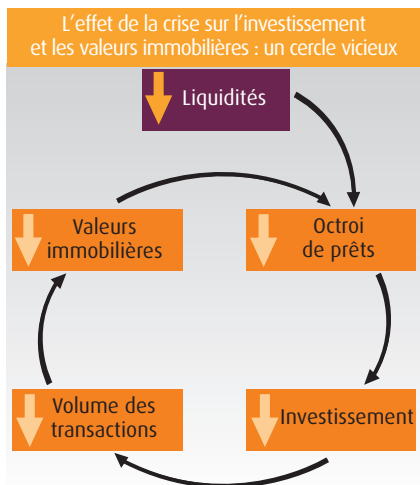 L'effet de la crise sur l'investissement
et les valeurs immobilières : un cercle vicieux
Liquidités
Valeurs
immobilières
Octroi
de prêts
Volume des
transactions
Investissement